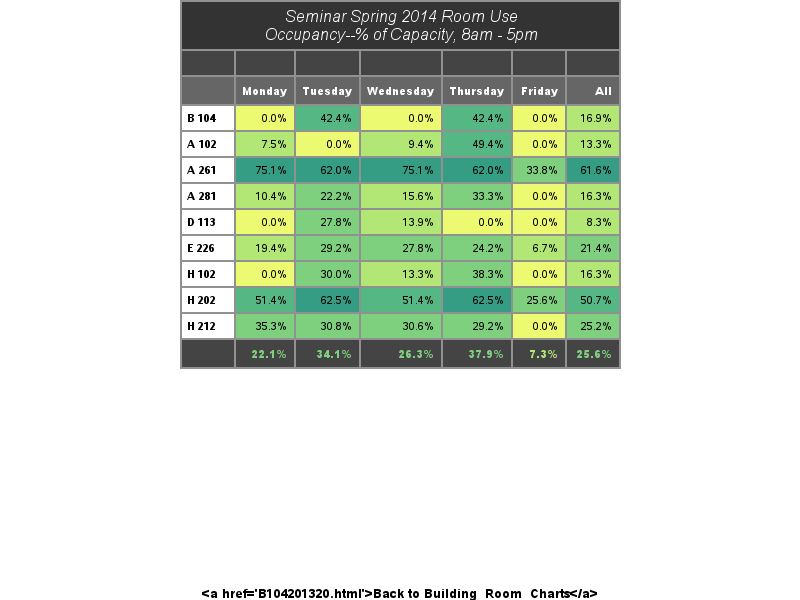 Seminar Spring 2014 Room Use
Occupancy--% of Capacity, 8am - 5pm
Monday Tuesday Wednesday Thursday Friday All
B 104 0.0% 42.4% 0.0% 42.4% 0.0% 16.9%
A 102 7.5% 0.0% 9.4% 49.4% 0.0% 13.3%
A 261 75.1% 62.0% 75.1% 62.0% 33.8% 61.6%
A 281 10.4% 22.2% 15.6% 33.3% 0.0% 16.3%
D 113 0.0% 27.8% 13.9% 0.0% 0.0% 8.3%
E 226 19.4% 29.2% 27.8% 24.2% 6.7% 21.4%
H 102 0.0% 30.0% 13.3% 38.3% 0.0% 16.3%
H 202 51.4% 62.5% 51.4% 62.5% 25.6% 50.7%
H 212 35.3% 30.8% 30.6% 29.2% 0.0% 25.2%
22.1% 34.1% 26.3% 37.9% 7.3% 25.6%
<a href='B104201320.html'>Back to Building_Room_Charts</a>